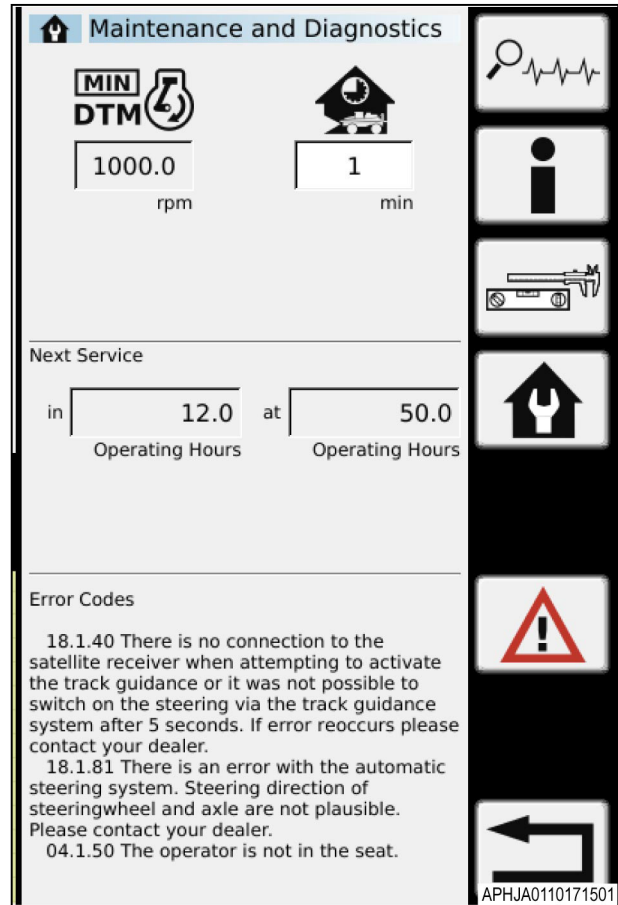 Maintenance and Diagnostics
MIN
DTM
1000.0
rpm
1
min
Next Service
in 12.0 at 50.0
Operating Hours Operating Hours
Error Codes
18.1.40 There is no connection to the
satellite receiver when attempting to activate
the track guidance or it was not possible to
switch on the steering via the track guidance
system after 5 seconds. If error reoccurs please
contact your dealer.
18.1.81 There is an error with the automatic
steering system. Steering direction of
steeringwheel and axle are not plausible.
Please contact your dealer.
04.1.50 The operator is not in the seat.
APHJA0110171501